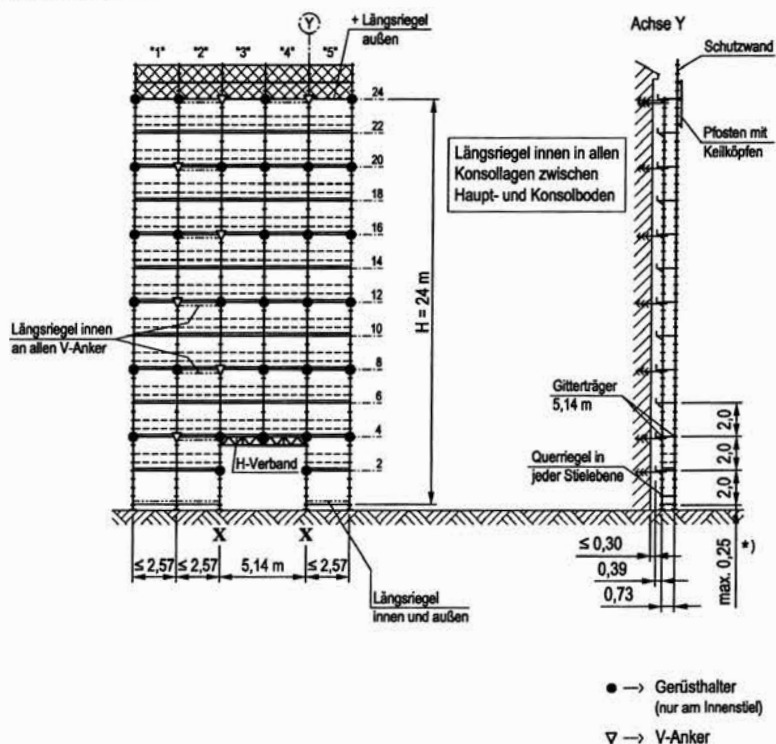 Y
+ Längsriegel
außen
"1" "2" "3" "4" "5"
24
22
20
18
16
14
12
10
8
6
4
2
H = 24 m
Längsriegel innen in allen
Konsollagen zwischen
Haupt- und Konsolboden
Längsriegel innen
an allen V-Anker
H-Verband
X X
≤ 2,57 ≤ 2,57 5,14 m ≤ 2,57
Längsriegel
innen und außen
Achse Y
Schutzwand
Pfosten mit
Keilköpfen
Gitterträger
5,14 m
Querriegel in
jeder Stielebene
2,0
2,0
2,0
max. 0,25 *)
≤ 0,30
0,39
0,73
Gerüsthalter
(nur am Innenstiel)
V-Anker